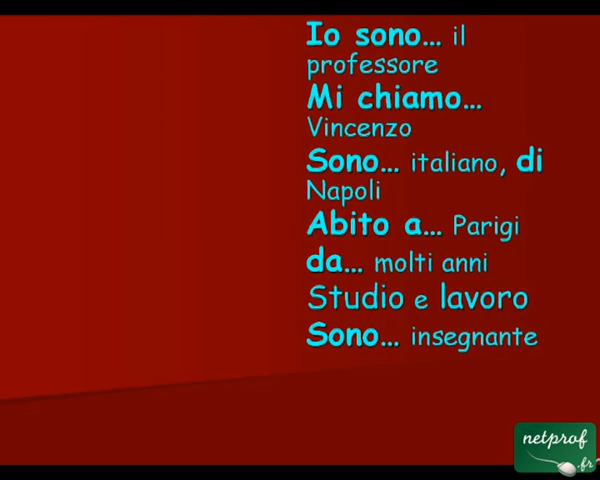 Io sono... il
professore
Mi chiamo...
Vincenzo
Sono... italiano, di
Napoli
Abito a... Parigi
da... molti anni
Studio e lavoro
Sono... insegnante
netprof
.fr